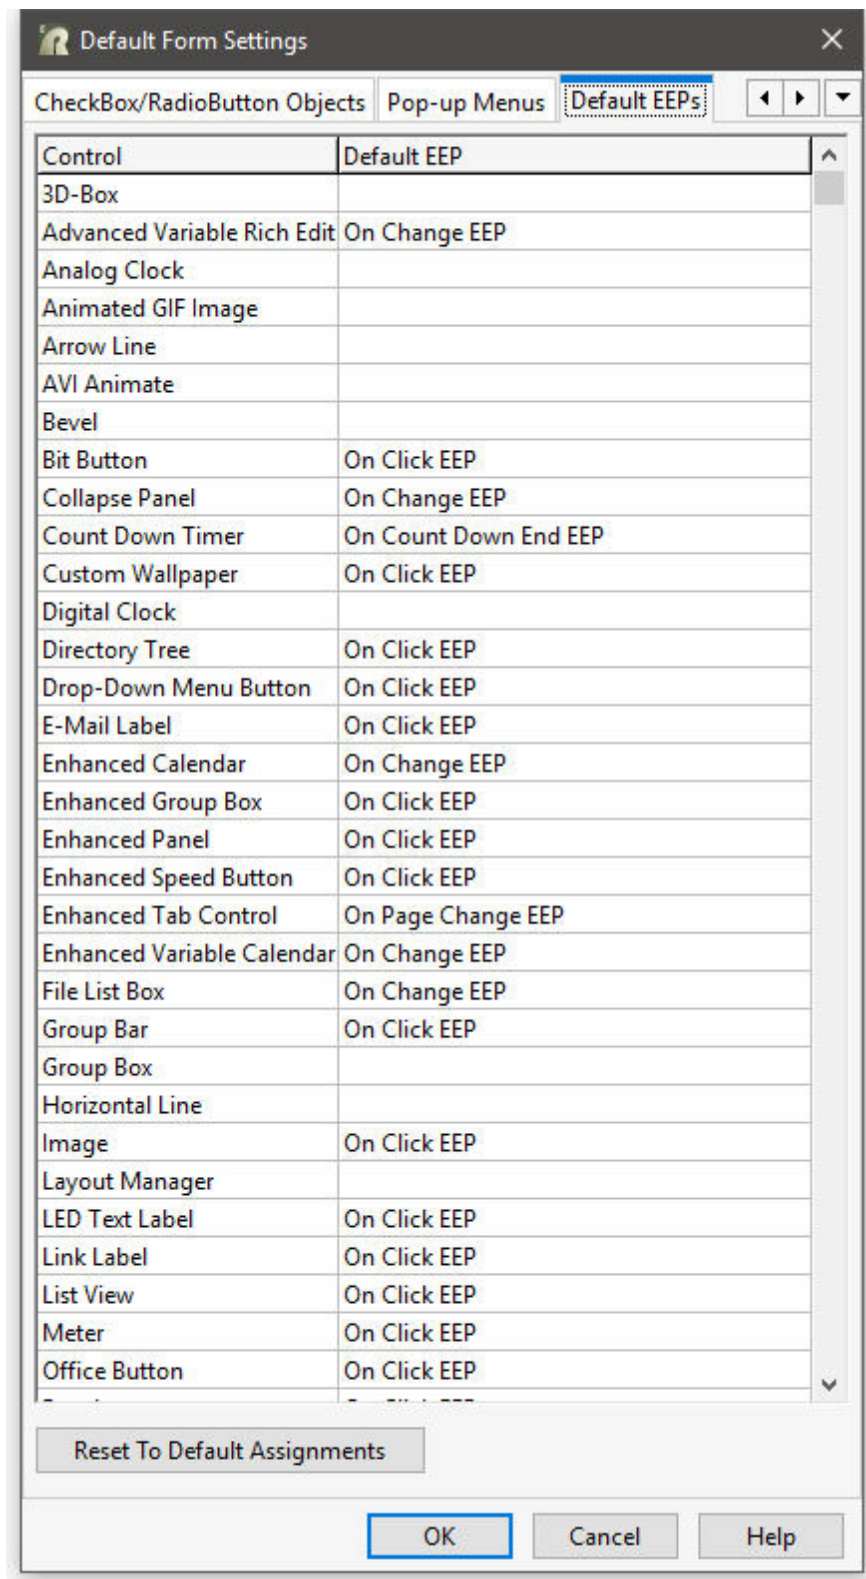 Default Form Settings
CheckBox/RadioButton Objects Pop-up Menus Default EEPs
Control Default EEP
3D-Box
Advanced Variable Rich Edit On Change EEP
Analog Clock
Animated GIF Image
Arrow Line
AVI Animate
Bevel
Bit Button On Click EEP
Collapse Panel On Change EEP
Count Down Timer On Count Down End EEP
Custom Wallpaper On Click EEP
Digital Clock
Directory Tree On Click EEP
Drop-Down Menu Button On Click EEP
E-Mail Label On Click EEP
Enhanced Calendar On Change EEP
Enhanced Group Box On Click EEP
Enhanced Panel On Click EEP
Enhanced Speed Button On Click EEP
Enhanced Tab Control On Page Change EEP
Enhanced Variable Calendar On Change EEP
File List Box On Change EEP
Group Bar On Click EEP
Group Box
Horizontal Line
Image On Click EEP
Layout Manager
LED Text Label On Click EEP
Link Label On Click EEP
List View On Click EEP
Meter On Click EEP
Office Button On Click EEP
Reset To Default Assignments
OK Cancel Help